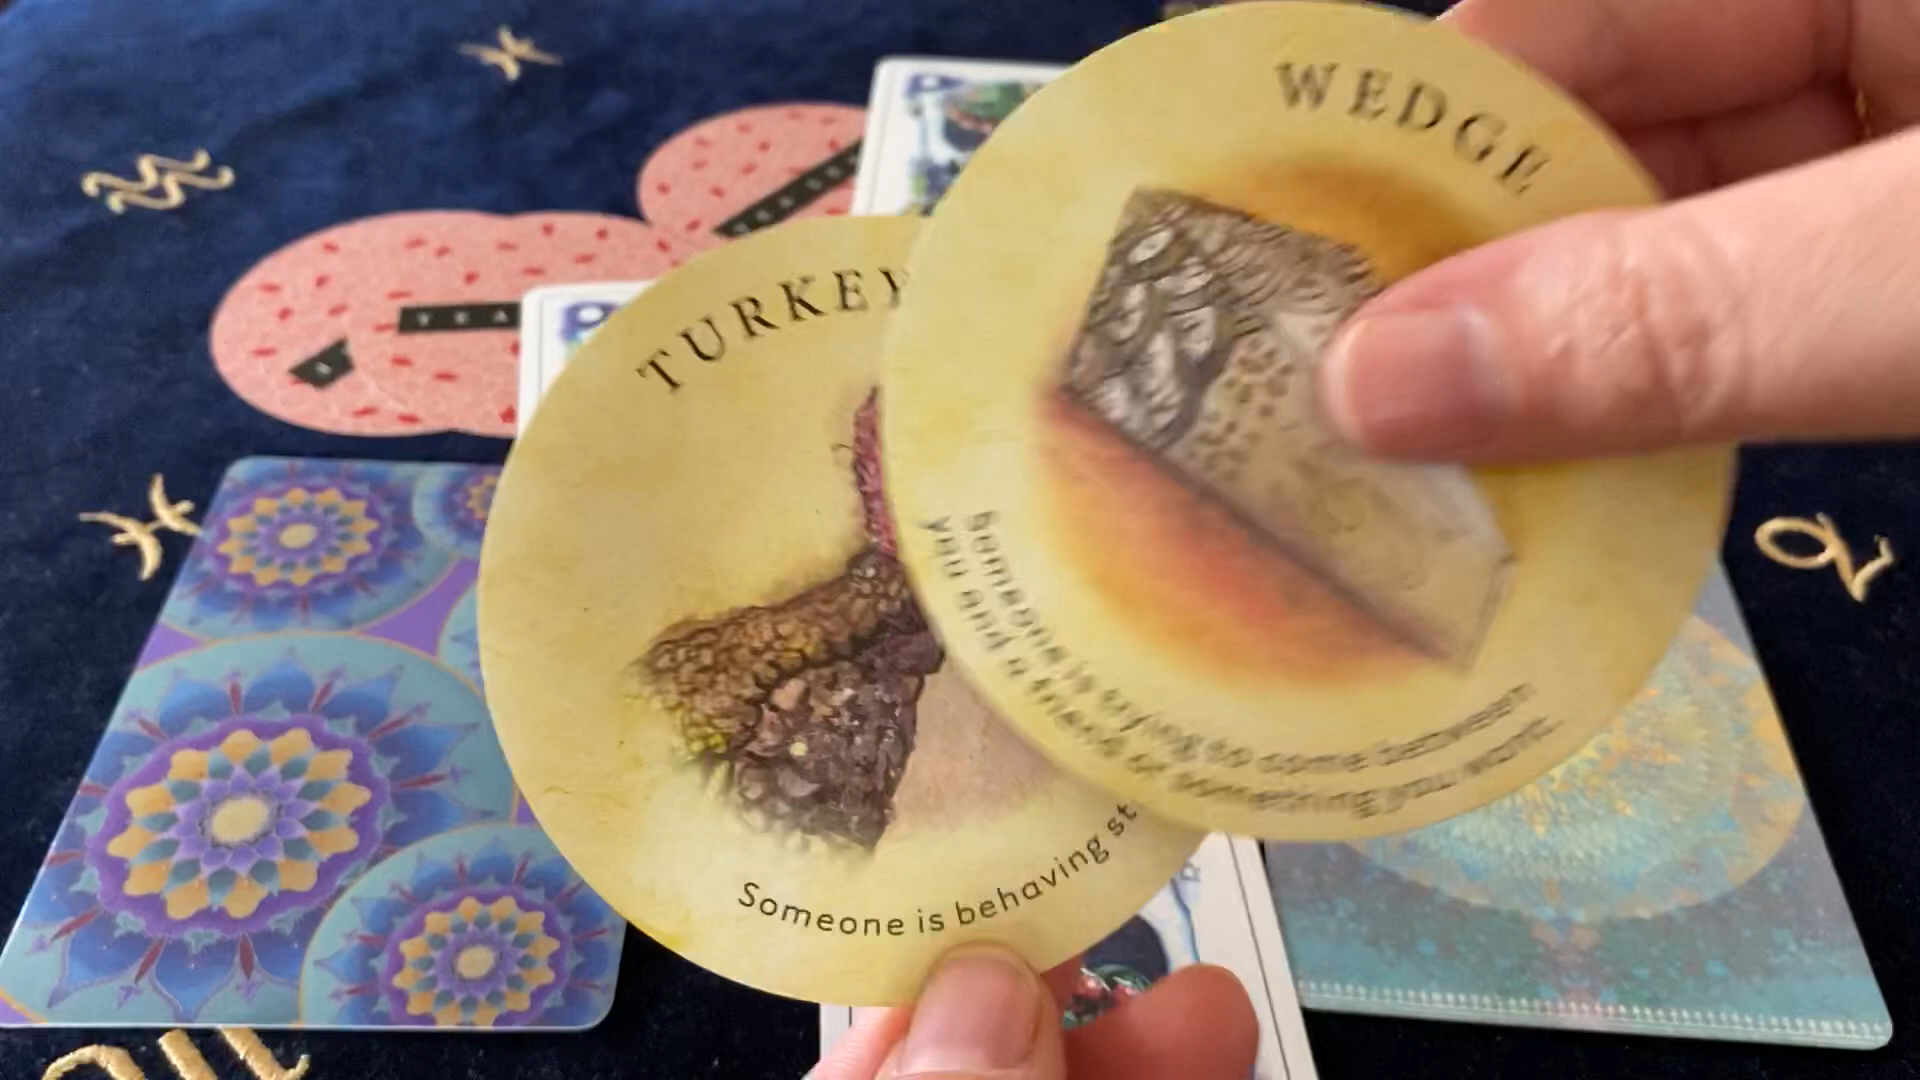 WEDGE
Someone is trying to come between
you and a friend or something you want.
TURKEY
Someone is behaving st